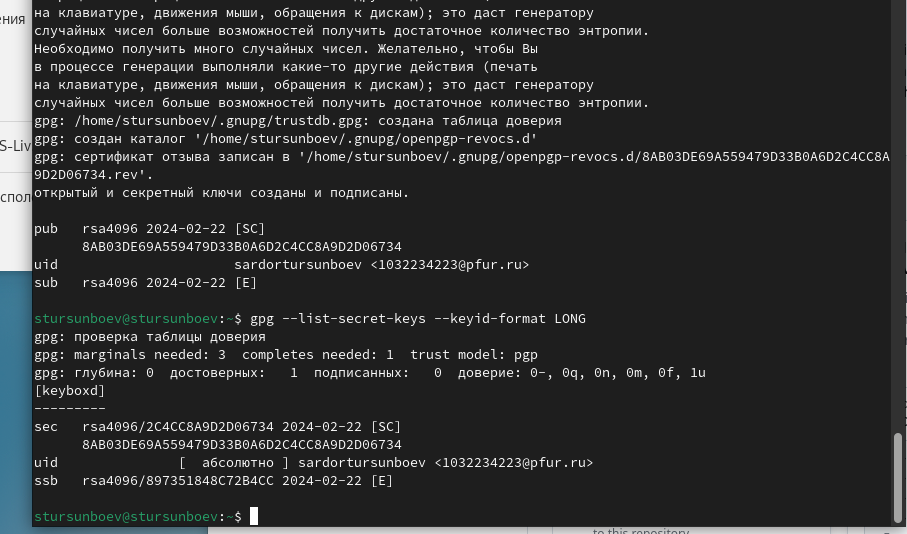 на клавиатуре, движения мыши, обращения к дискам); это даст генератору
случайных чисел больше возможностей получить достаточное количество энтропии.
Необходимо получить много случайных чисел. Желательно, чтобы Вы
в процессе генерации выполняли какие-то другие действия (печать
на клавиатуре, движения мыши, обращения к дискам); это даст генератору
случайных чисел больше возможностей получить достаточное количество энтропии.
gpg: /home/stursunboev/.gnupg/trustdb.gpg: создана таблица доверия
gpg: создан каталог '/home/stursunboev/.gnupg/openpgp-revocs.d'
gpg: сертификат отзыва записан в '/home/stursunboev/.gnupg/openpgp-revocs.d/8AB03DE69A559479D33B0A6D2C4CC8A
9D2D06734.rev'.
открытый и секретный ключи созданы и подписаны.
pub   rsa4096 2024-02-22 [SC]
      8AB03DE69A559479D33B0A6D2C4CC8A9D2D06734
uid                      sardortursunboev <1032234223@pfur.ru>
sub   rsa4096 2024-02-22 [E]
stursunboev@stursunboev:~$ gpg --list-secret-keys --keyid-format LONG
gpg: проверка таблицы доверия
gpg: marginals needed: 3  completes needed: 1  trust model: pgp
gpg: глубина: 0  достоверных:   1  подписанных:   0  доверие: 0-, 0q, 0n, 0m, 0f, 1u
[keyboxd]
---------
sec   rsa4096/2C4CC8A9D2D06734 2024-02-22 [SC]
      8AB03DE69A559479D33B0A6D2C4CC8A9D2D06734
uid               [  абсолютно ] sardortursunboev <1032234223@pfur.ru>
ssb   rsa4096/897351848C72B4CC 2024-02-22 [E]
stursunboev@stursunboev:~$
to this repository